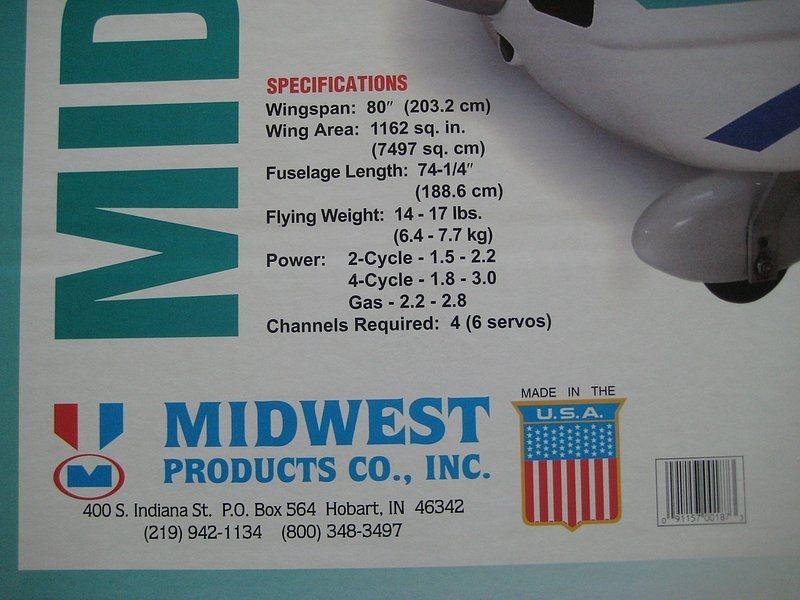 MID
SPECIFICATIONS
Wingspan: 80" (203.2 cm)
Wing Area: 1162 sq. in.
(7497 sq. cm)
Fuselage Length: 74-1/4"
(188.6 cm)
Flying Weight: 14 - 17 lbs.
(6.4 - 7.7 kg)
Power: 2-Cycle - 1.5 - 2.2
4-Cycle - 1.8 - 3.0
Gas - 2.2 - 2.8
Channels Required: 4 (6 servos)
MIDWEST
PRODUCTS CO., INC.
400 S. Indiana St. P.O. Box 564 Hobart, IN 46342
(219) 942-1134 (800) 348-3497
MADE IN THE
U.S.A.
0 91157 00187 3